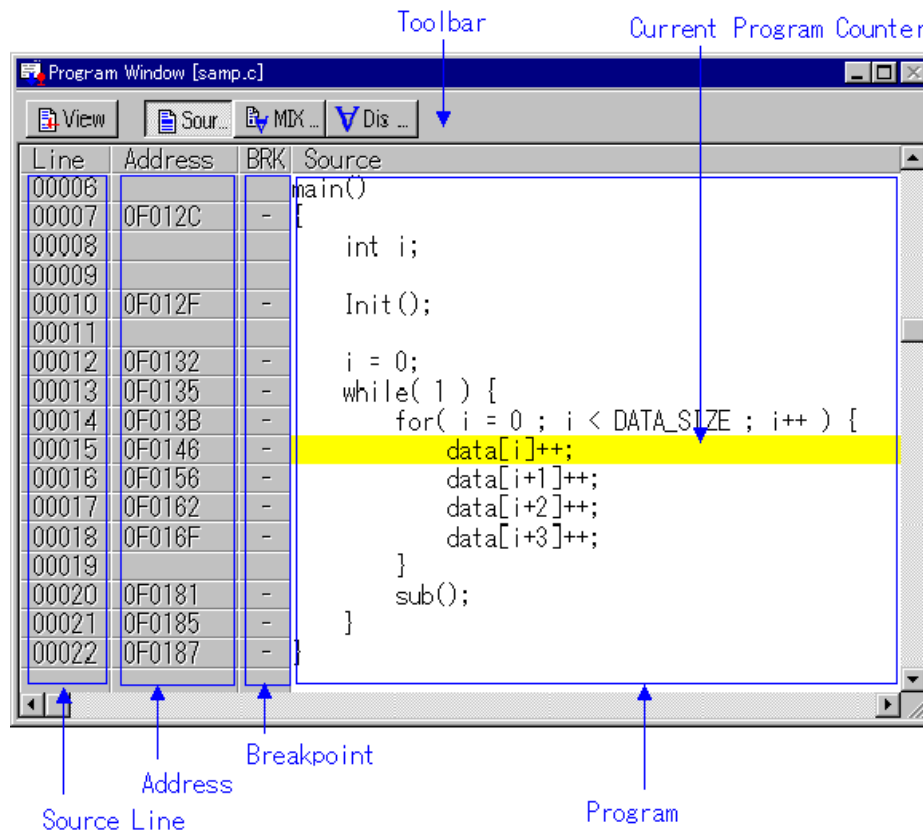 Toolbar
Current Program Counter
Program Window [samp.c]
View Sour... MIX ... Dis ...
Line Address BRK Source
00006 main()
00007 0F012C - {
00008 int i;
00009
00010 0F012F - Init();
00011
00012 0F0132 - i = 0;
00013 0F0135 - while( 1 ) {
00014 0F013B - for( i = 0 ; i < DATA_SIZE ; i++ ) {
00015 0F0146 - data[i]++;
00016 0F0156 - data[i+1]++;
00017 0F0162 - data[i+2]++;
00018 0F016F - data[i+3]++;
00019 }
00020 0F0181 - sub();
00021 0F0185 - }
00022 0F0187 - }
Breakpoint
Address
Source Line
Program